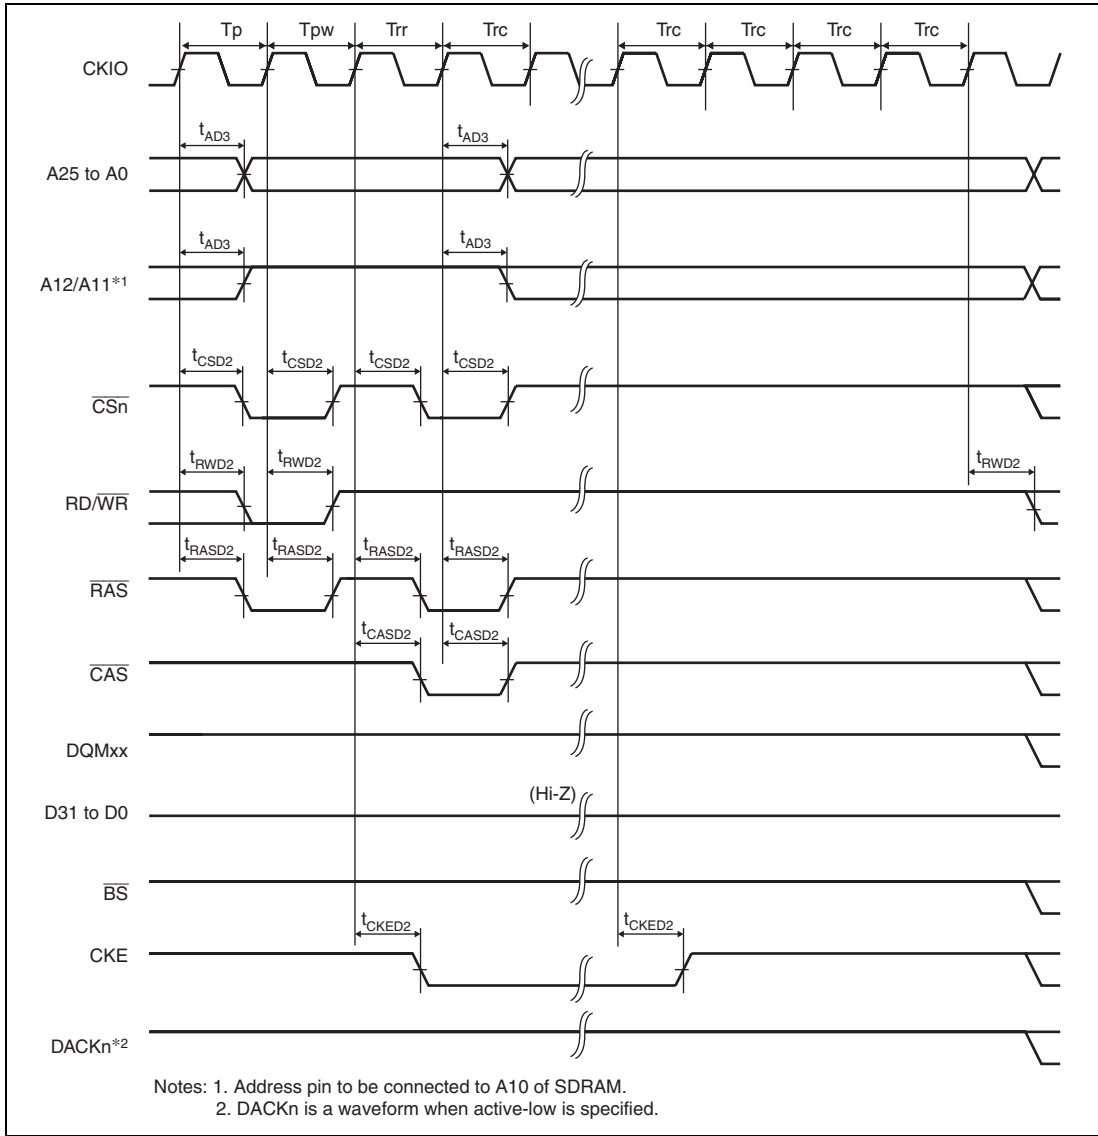 Tp Tpw Trr Trc Trc Trc Trc Trc
CKIO
tAD3 tAD3
A25 to A0
tAD3 tAD3
A12/A11*1
tCSD2 tCSD2 tCSD2 tCSD2
CSn
tRWD2 tRWD2 tRWD2
RD/WR
tRASD2 tRASD2 tRASD2 tRASD2
RAS
tCASD2 tCASD2
CAS
DQMxx
(Hi-Z)
D31 to D0
BS
tCKED2 tCKED2
CKE
DACKn*2
Notes: 1. Address pin to be connected to A10 of SDRAM.
2. DACKn is a waveform when active-low is specified.